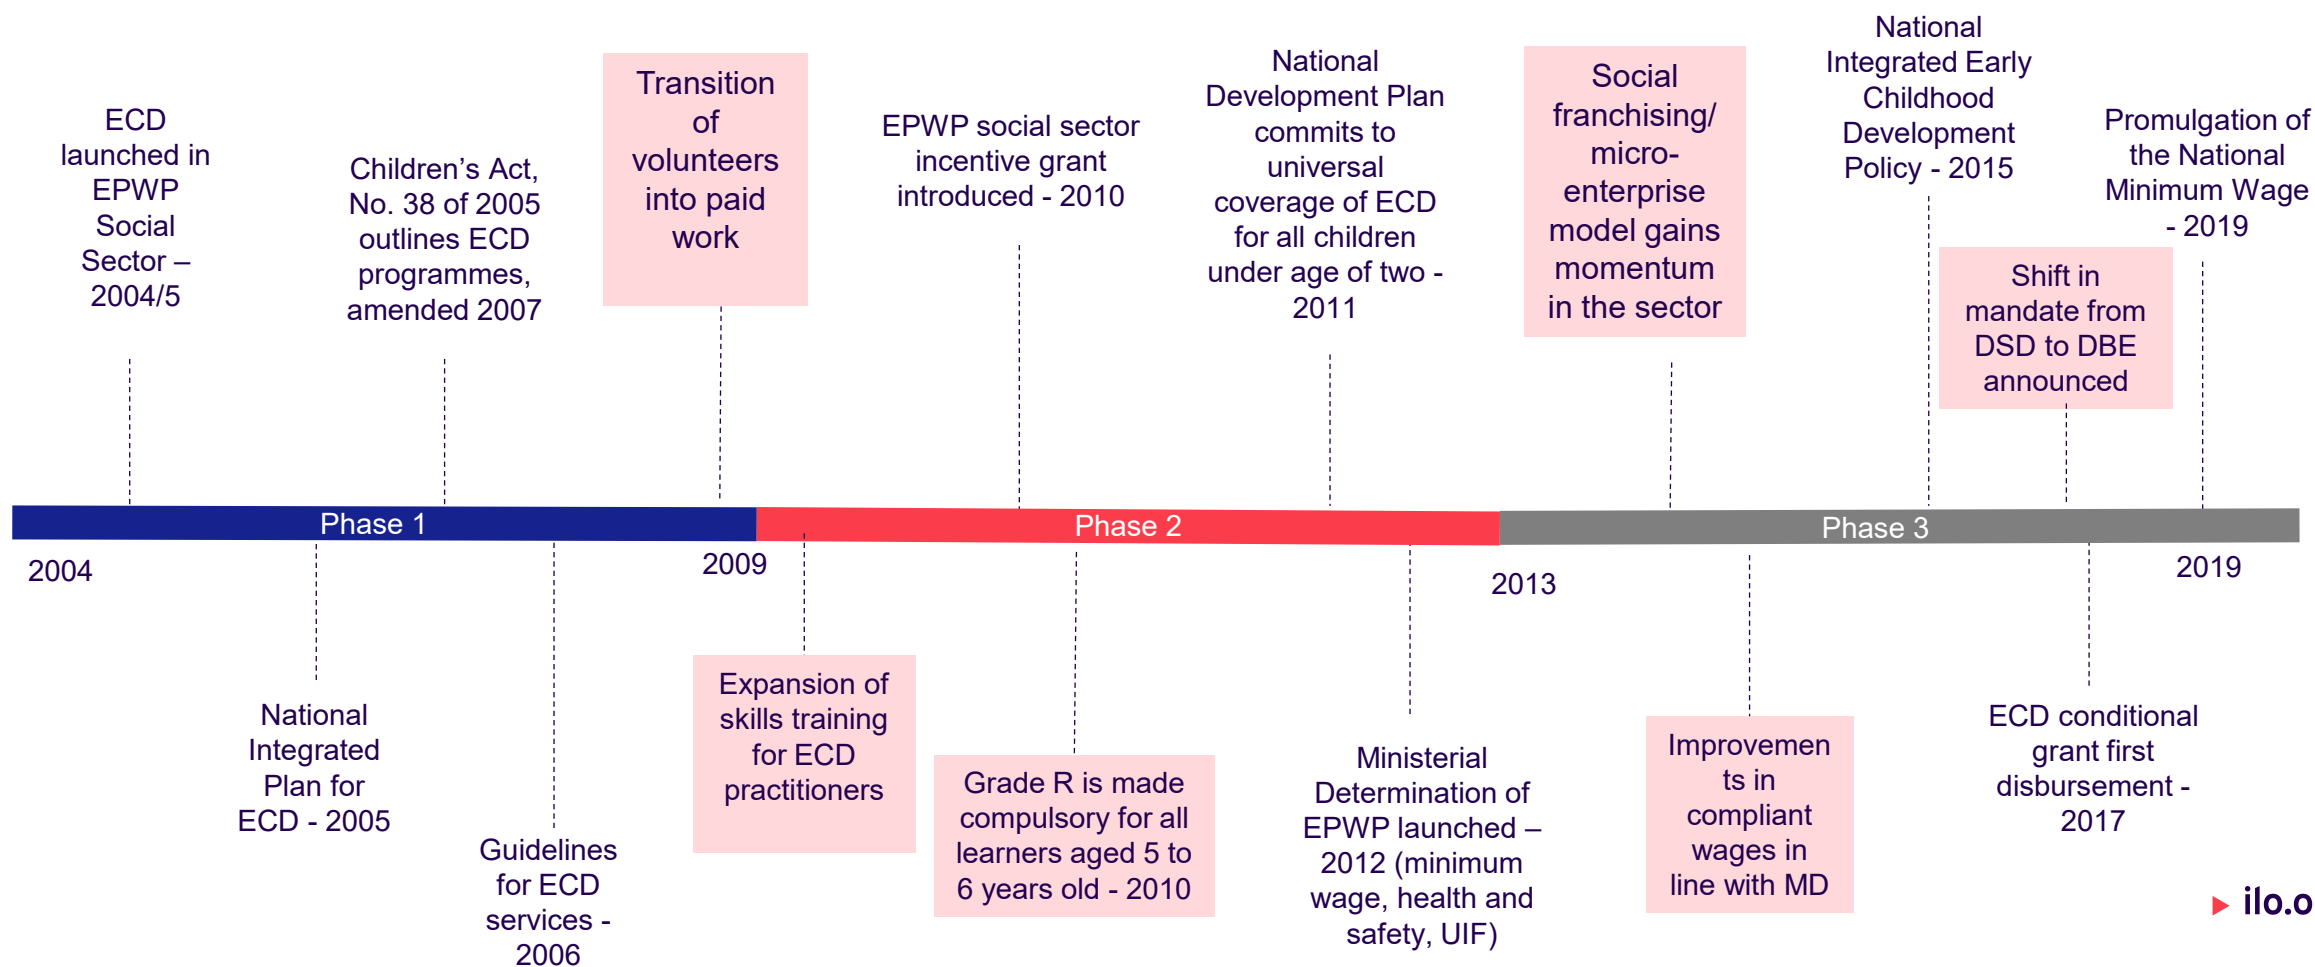 ECD
launched in
EPWP
Social
Sector –
2004/5
Children’s Act,
No. 38 of 2005
outlines ECD
programmes,
amended 2007
Transition
of
volunteers
into paid
work
EPWP social sector
incentive grant
introduced - 2010
National
Development Plan
commits to
universal
coverage of ECD
for all children
under age of two -
2011
Social
franchising/
micro-
enterprise
model gains
momentum
in the sector
National
Integrated Early
Childhood
Development
Policy - 2015
Shift in
mandate from
DSD to DBE
announced
Promulgation of
the National
Minimum Wage
- 2019
Phase 1
Phase 2
Phase 3
2004
2009
2013
2019
National
Integrated
Plan for
ECD - 2005
Guidelines
for ECD
services -
2006
Expansion of
skills training
for ECD
practitioners
Grade R is made
compulsory for all
learners aged 5 to
6 years old - 2010
Ministerial
Determination of
EPWP launched –
2012 (minimum
wage, health and
safety, UIF)
Improvemen
ts in
compliant
wages in
line with MD
ECD conditional
grant first
disbursement -
2017
ilo.o